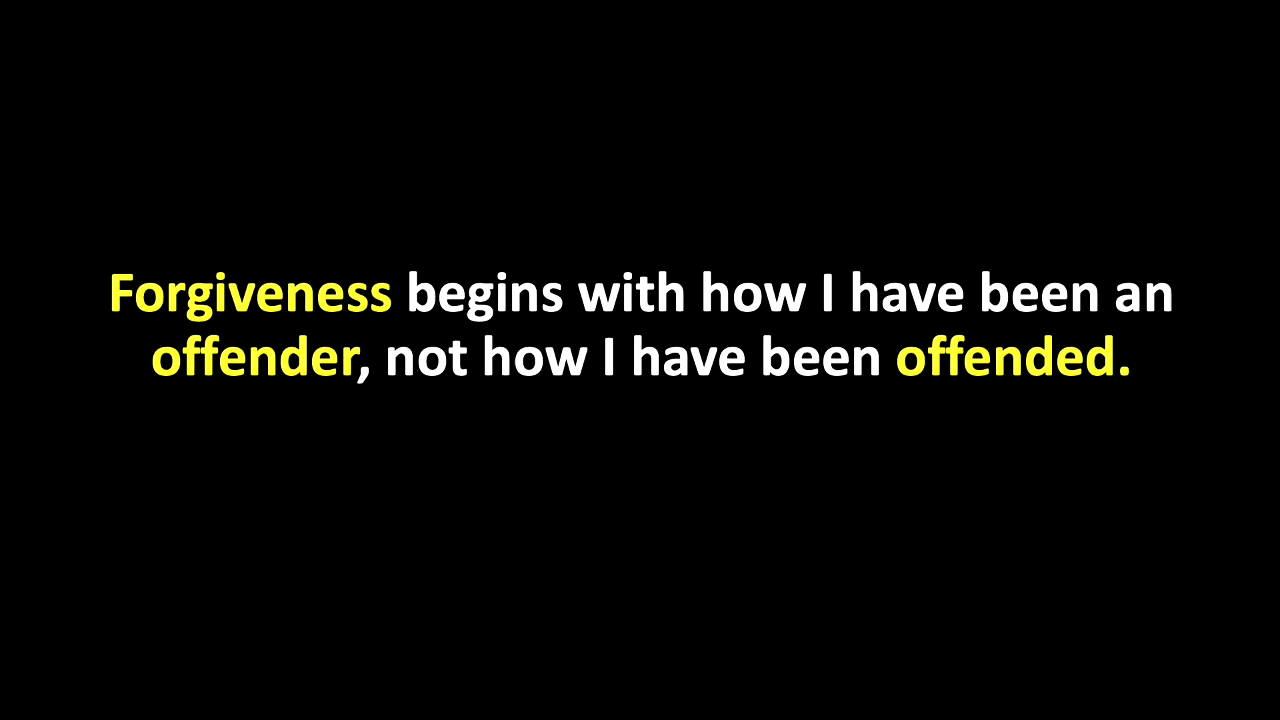 Forgiveness begins with how I have been an
offender, not how I have been offended.